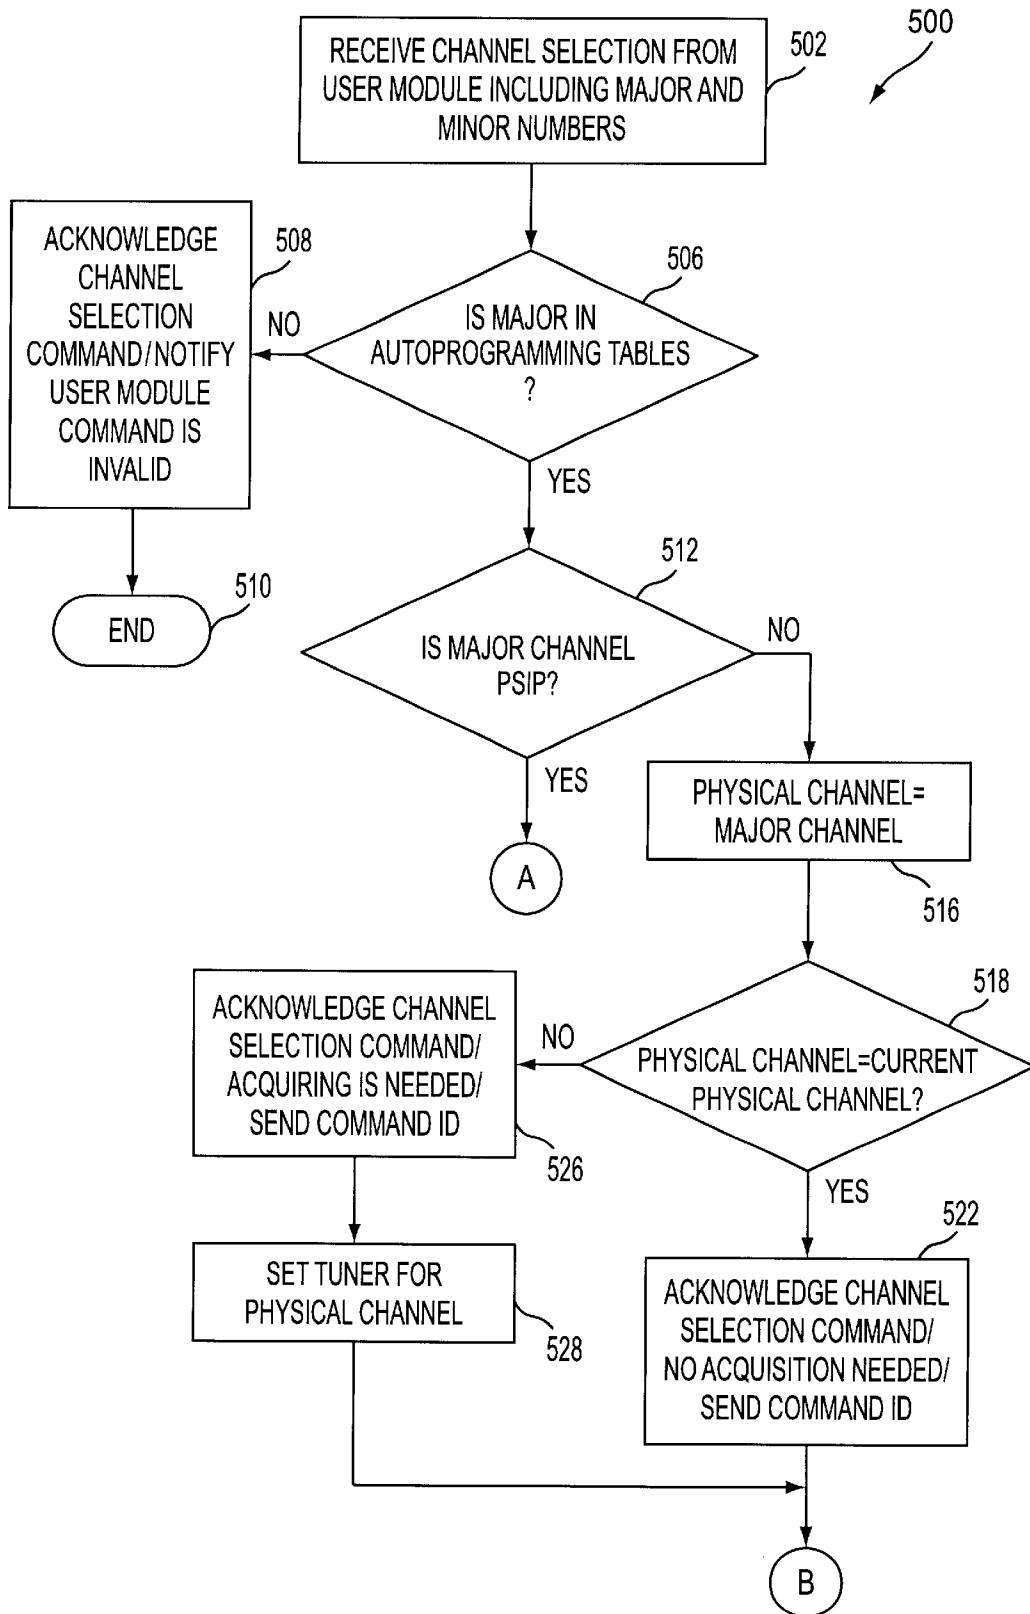 500
RECEIVE CHANNEL SELECTION FROM
USER MODULE INCLUDING MAJOR AND
MINOR NUMBERS
502
ACKNOWLEDGE
CHANNEL
SELECTION
COMMAND/NOTIFY
USER MODULE
COMMAND IS
INVALID
508
NO
IS MAJOR IN
AUTOPROGRAMMING TABLES
?
506
YES
END
510
IS MAJOR CHANNEL
PSIP?
512
NO
YES
A
PHYSICAL CHANNEL=
MAJOR CHANNEL
516
PHYSICAL CHANNEL=CURRENT
PHYSICAL CHANNEL?
518
NO
YES
ACKNOWLEDGE CHANNEL
SELECTION COMMAND/
ACQUIRING IS NEEDED/
SEND COMMAND ID
526
SET TUNER FOR
PHYSICAL CHANNEL
528
ACKNOWLEDGE CHANNEL
SELECTION COMMAND/
NO ACQUISITION NEEDED/
SEND COMMAND ID
522
B